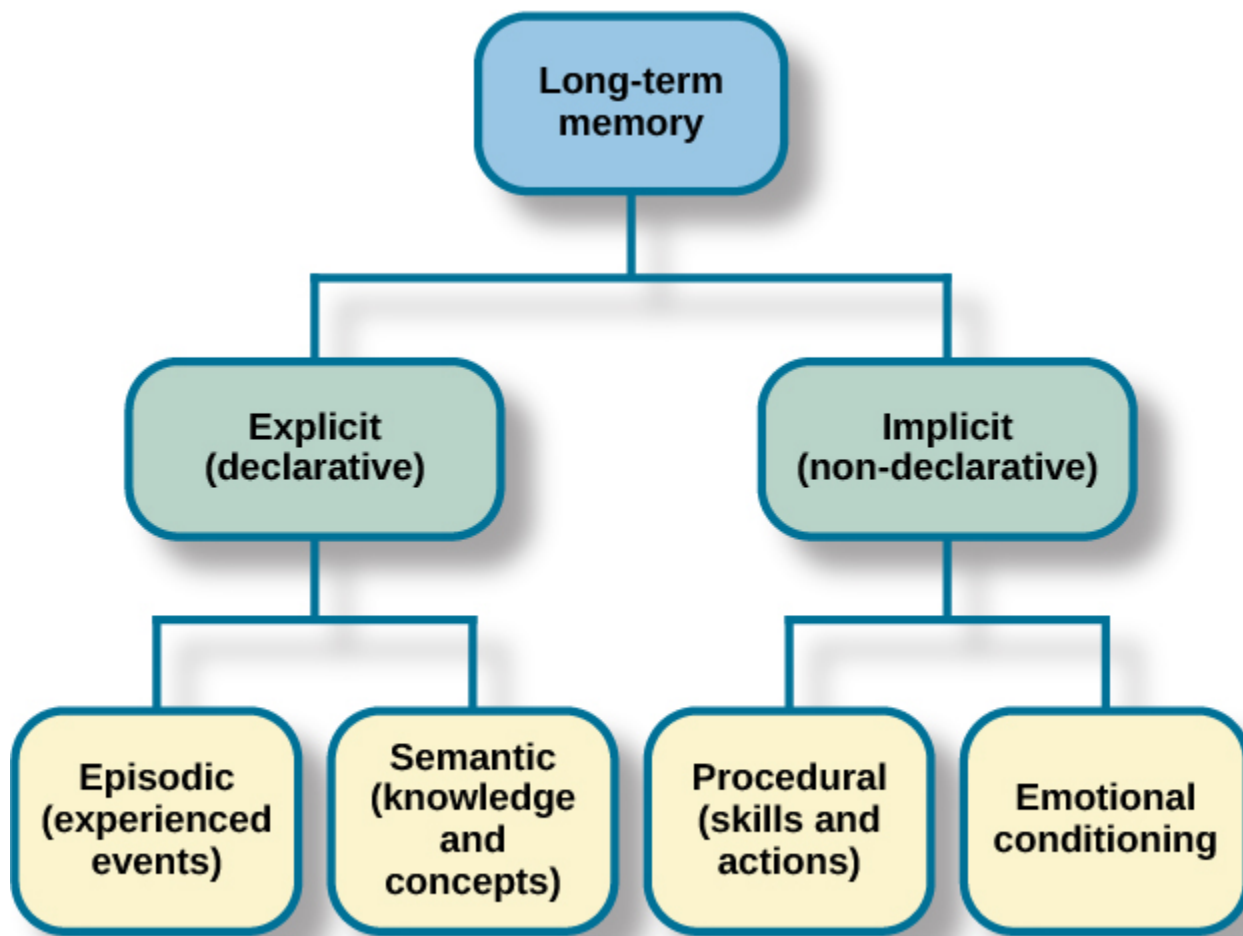 Long-term
memory
Explicit
(declarative)
Implicit
(non-declarative)
Episodic
(experienced
events)
Semantic
(knowledge
and
concepts)
Procedural
(skills and
actions)
Emotional
conditioning